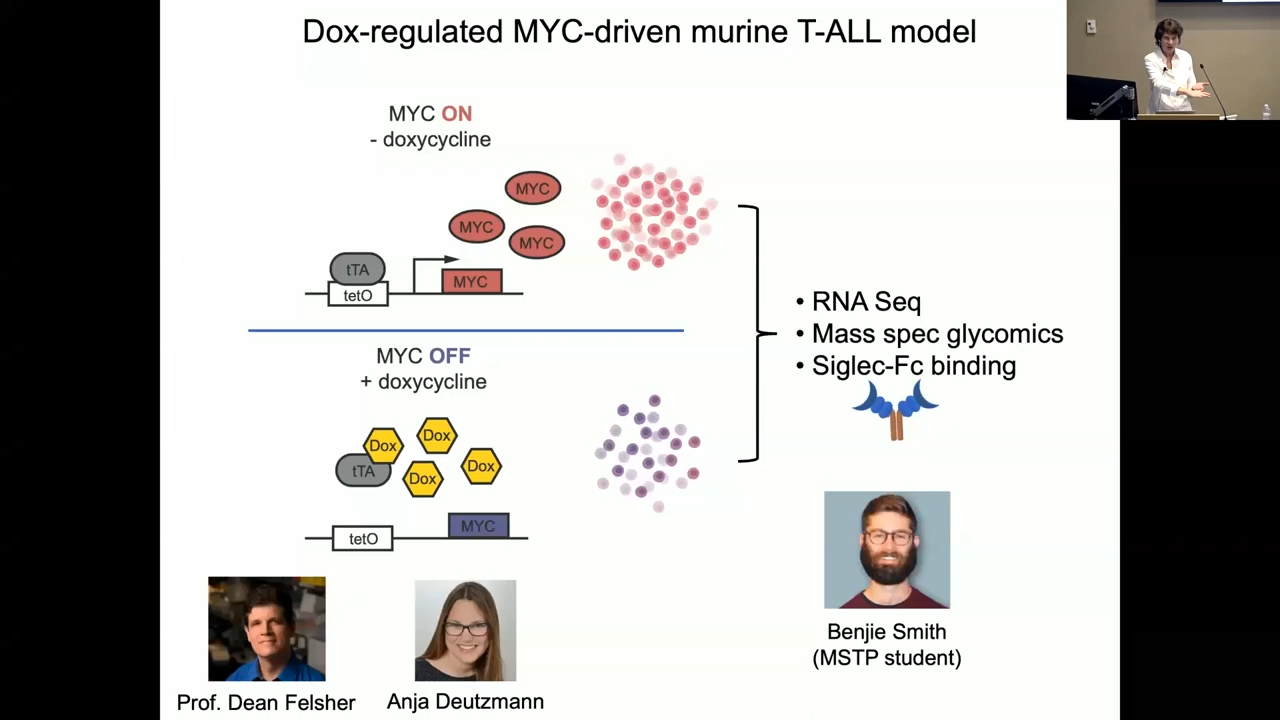 Dox-regulated MYC-driven murine T-ALL model
MYC ON
- doxycycline
MYC
MYC
MYC
tTA
tetO
MYC
MYC OFF
+ doxycycline
Dox
Dox
Dox
Dox
tTA
tetO
MYC
• RNA Seq
• Mass spec glycomics
• Siglec-Fc binding
Prof. Dean Felsher
Anja Deutzmann
Benjie Smith
(MSTP student)